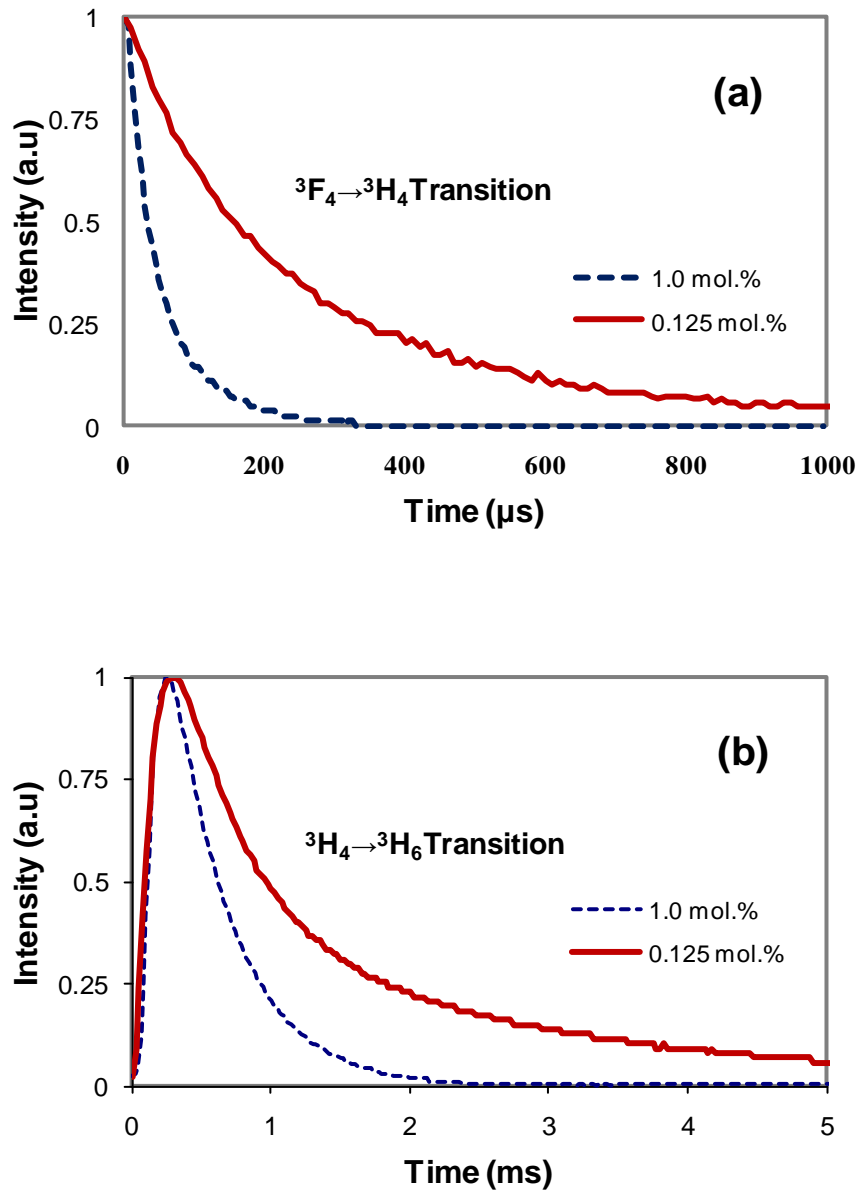 1
(a)
0.75
Intensity (a.u)
³F₄→³H₄Transition
0.5
1.0 mol.%
0.125 mol.%
0.25
0
0 200 400 600 800 1000
Time (µs)
1
(b)
0.75
Intensity (a.u)
³H₄→³H₆Transition
0.5
1.0 mol.%
0.125 mol.%
0.25
0
0 1 2 3 4 5
Time (ms)